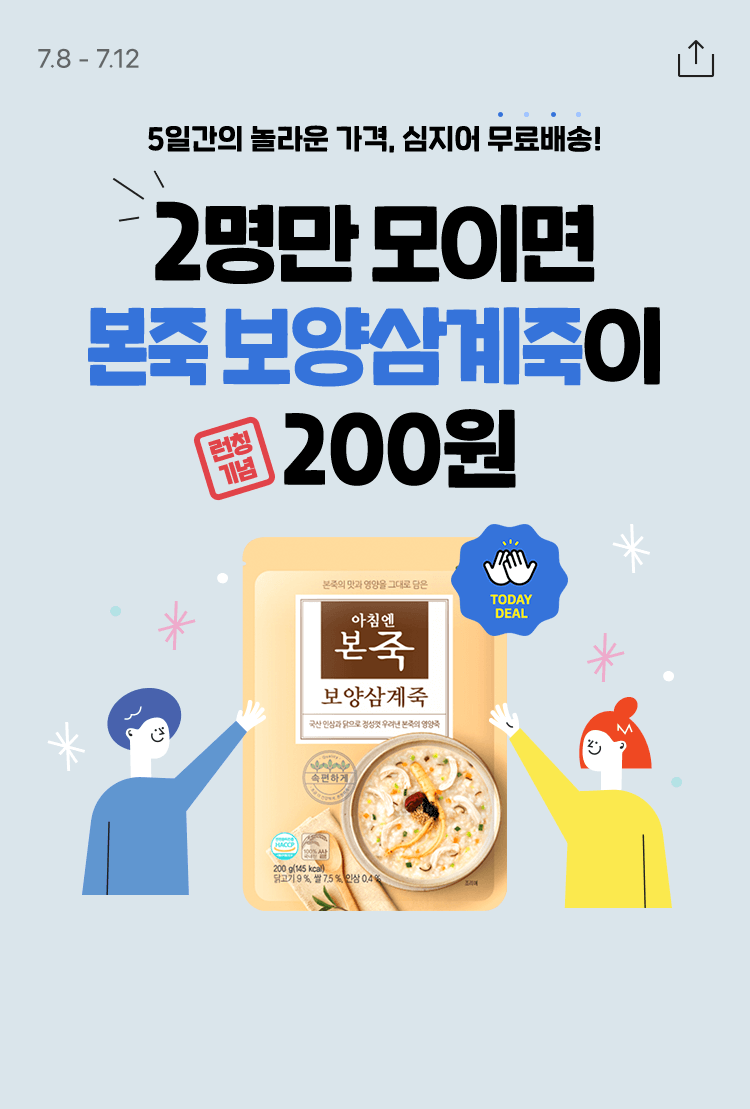 7.8 - 7.12
5일간의 놀라운 가격, 심지어 무료배송!
2명만 모이면
본죽 보양삼계죽이
런칭
기념
200원
TODAY
DEAL
본죽의 맛과 영양을 그대로 담은
아침엔
본죽
보양삼계죽
국산 인삼과 닭으로 정성껏 우려낸 본죽의 영양죽
속편하게
HACCP
200 g(145 kcal)
닭고기 9 %, 쌀 7.5 %, 인삼 0.4 %
조리예